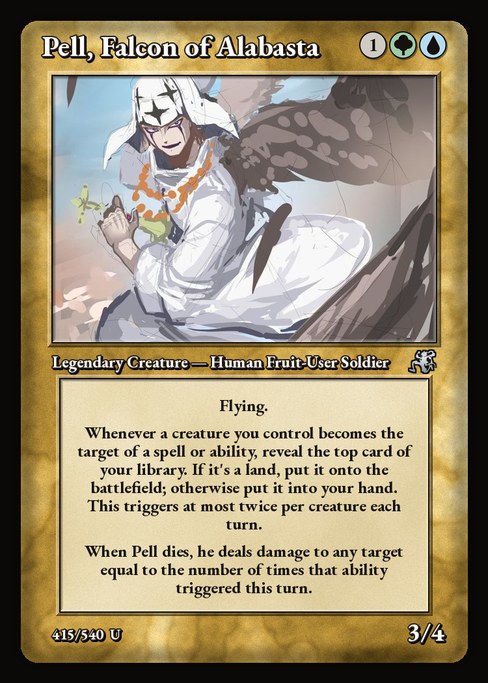 Pell, Falcon of Alabasta 1
Legendary Creature — Human Fruit-User Soldier
Flying.
Whenever a creature you control becomes the
target of a spell or ability, reveal the top card of
your library. If it's a land, put it onto the
battlefield; otherwise put it into your hand.
This triggers at most twice per creature each
turn.
When Pell dies, he deals damage to any target
equal to the number of times that ability
triggered this turn.
415/540 U 3/4